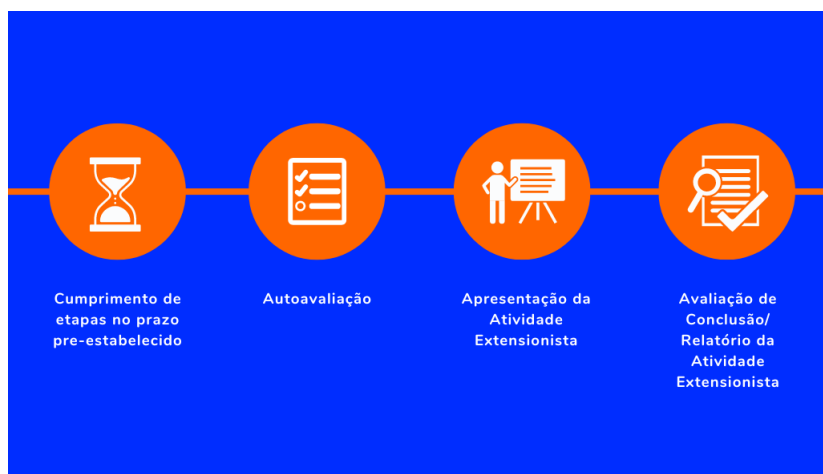 Cumprimento de
etapas no prazo
pre-estabelecido
Autoavaliação
Apresentação da
Atividade
Extensionista
Avaliação de
Conclusão/
Relatório da
Atividade
Extensionista